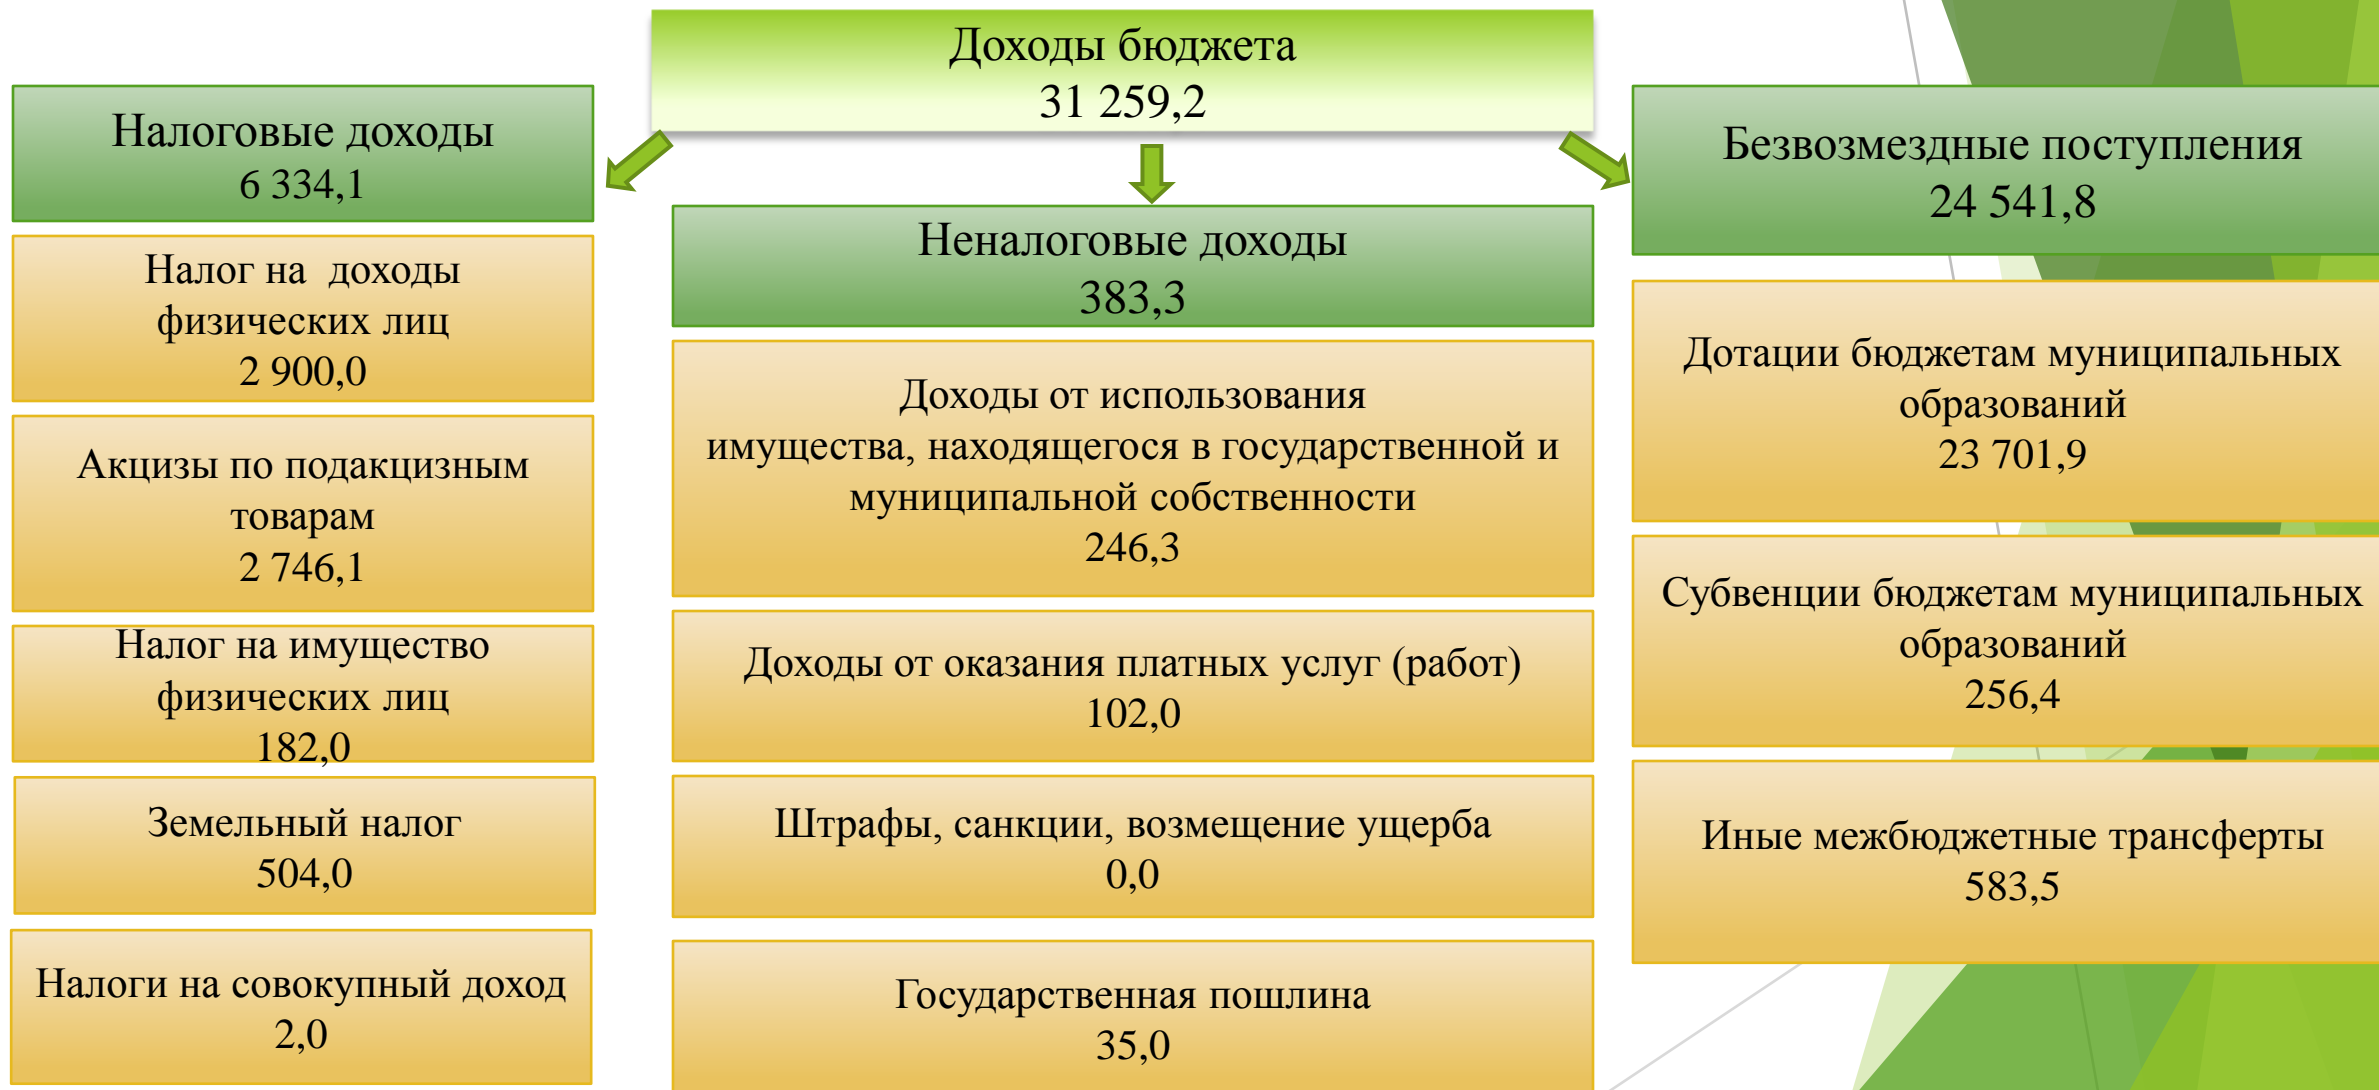 Доходы бюджета
31 259,2
Налоговые доходы
6 334,1
Налог на  доходы
физических лиц
2 900,0
Акцизы по подакцизным
товарам
2 746,1
Налог на имущество
физических лиц
182,0
Земельный налог
504,0
Налоги на совокупный доход
2,0
Неналоговые доходы
383,3
Доходы от использования
имущества, находящегося в государственной и
муниципальной собственности
246,3
Доходы от оказания платных услуг (работ)
102,0
Штрафы, санкции, возмещение ущерба
0,0
Государственная пошлина
35,0
Безвозмездные поступления
24 541,8
Дотации бюджетам муниципальных
образований
23 701,9
Субвенции бюджетам муниципальных
образований
256,4
Иные межбюджетные трансферты
583,5